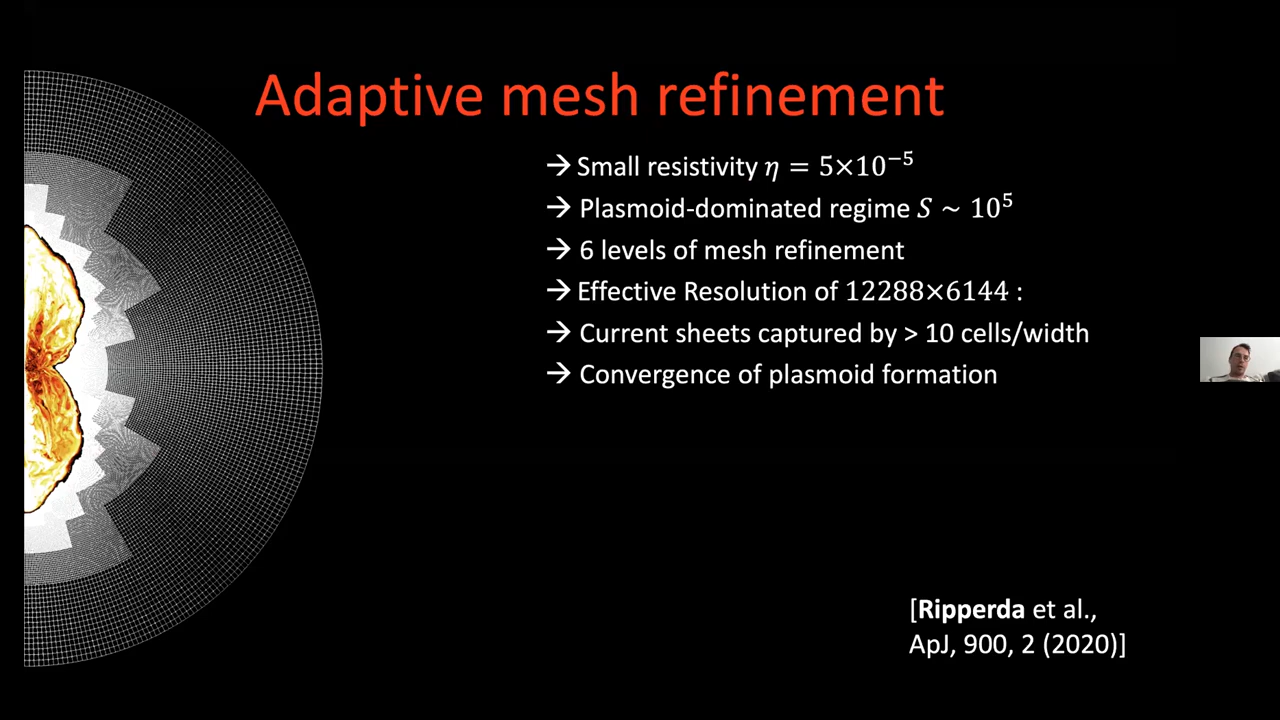 Adaptive mesh refinement
→ Small resistivity η = 5×10⁻⁵
→ Plasmoid-dominated regime S ~ 10⁵
→ 6 levels of mesh refinement
→ Effective Resolution of 12288×6144 :
→ Current sheets captured by > 10 cells/width
→ Convergence of plasmoid formation
[Ripperda et al.,
ApJ, 900, 2 (2020)]